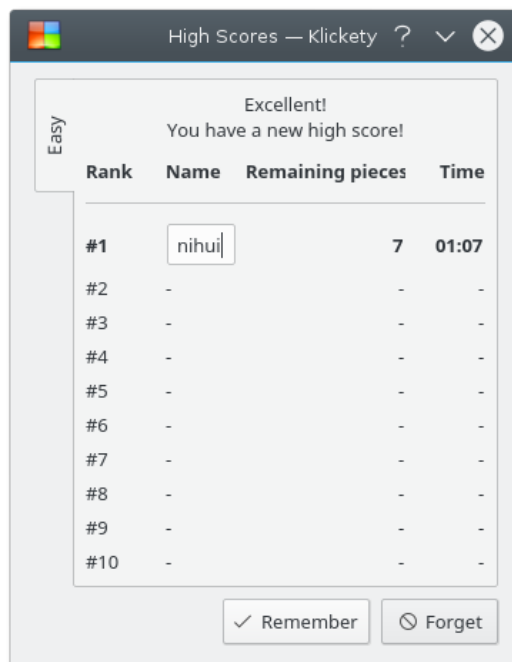 High Scores — Klickety ?
Easy
Excellent!
You have a new high score!
Rank Name Remaining pieces Time
#1 nihui 7 01:07
#2 - - -
#3 - - -
#4 - - -
#5 - - -
#6 - - -
#7 - - -
#8 - - -
#9 - - -
#10 - - -
Remember Forget